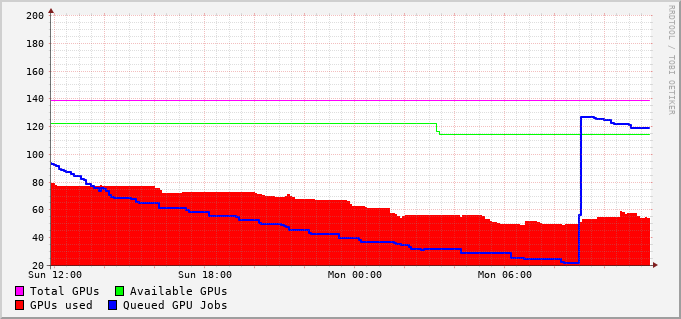 200
180
160
140
120
100
80
60
40
20
Sun 12:00 Sun 18:00 Mon 00:00 Mon 06:00
Total GPUs Available GPUs
GPUs used Queued GPU Jobs
RRDTOOL / TOBI OETIKER